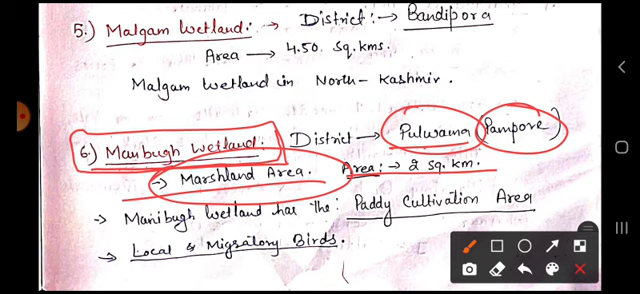 5.) Malgam Wetland :→ District :→ Bandipora
Area → 4.50 Sq.kms.
Malgam Wetland in North-Kashmir.
6.) Manibugh Wetland : District → Pulwama (Pampore)
→ Marshland Area. Area :→ 2 Sq.km.
→ Manibugh Wetland has the : Paddy Cultivation Area
→ Local & Migratory Birds.